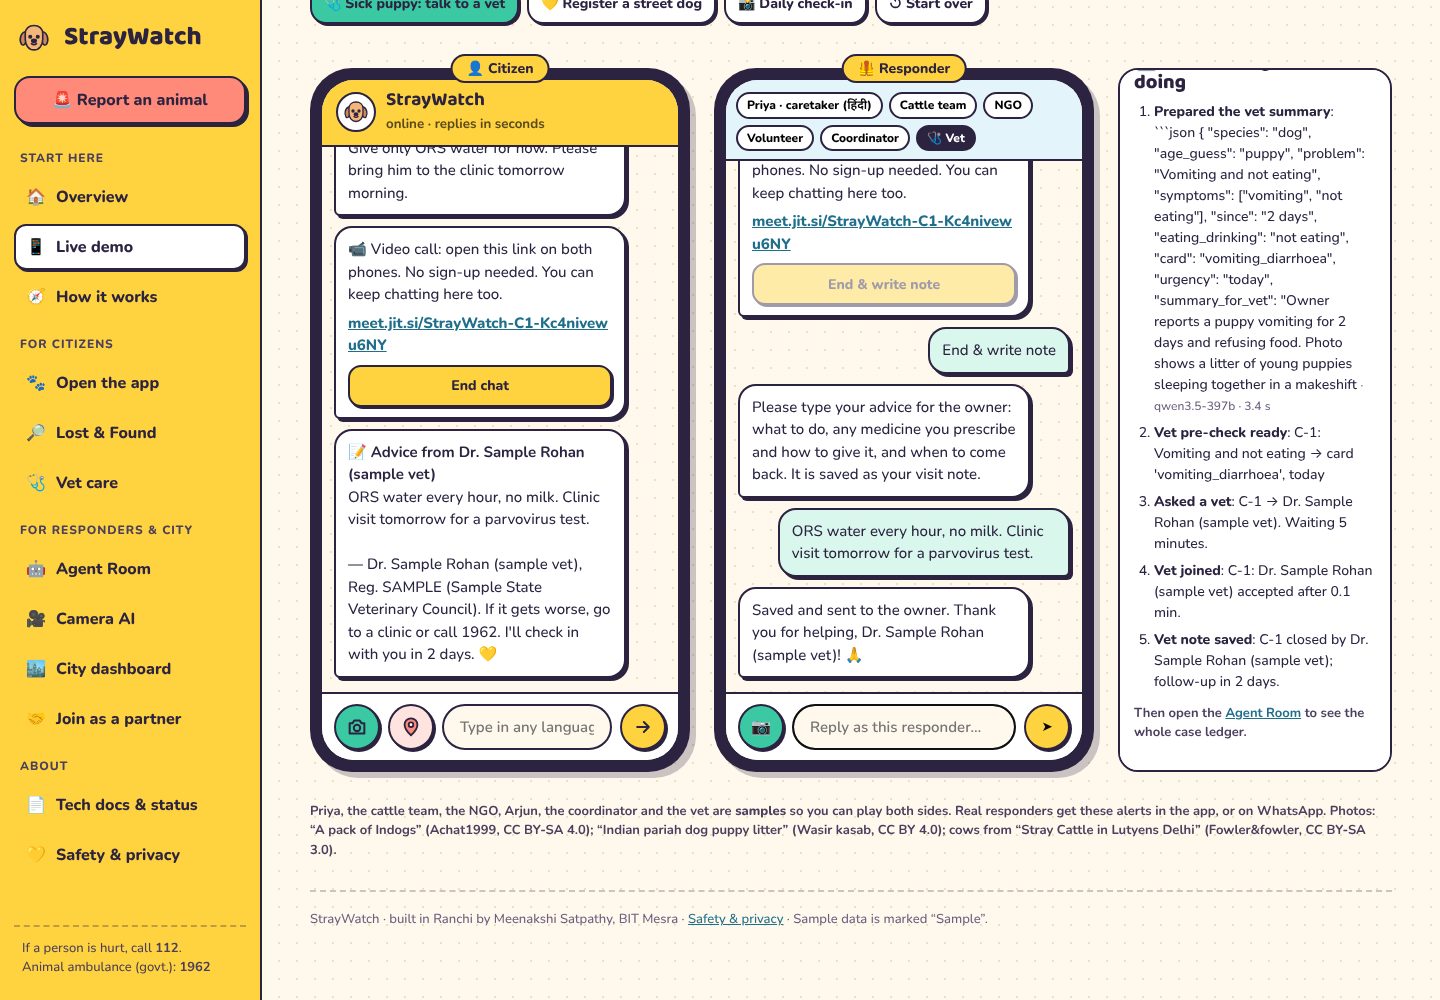 StrayWatch
🚨 Report an animal
START HERE
🏠 Overview
📱 Live demo
🧭 How it works
FOR CITIZENS
🐾 Open the app
🔎 Lost & Found
🩺 Vet care
FOR RESPONDERS & CITY
🤖 Agent Room
🎥 Camera AI
🏙️ City dashboard
🤝 Join as a partner
ABOUT
📄 Tech docs & status
💛 Safety & privacy
If a person is hurt, call 112.
Animal ambulance (govt.): 1962
🩺 Sick puppy: talk to a vet
💛 Register a street dog
📸 Daily check-in
↺ Start over
👤 Citizen
StrayWatch
online · replies in seconds
Give only ORS water for now. Please
bring him to the clinic tomorrow
morning.
📹 Video call: open this link on both
phones. No sign-up needed. You can
keep chatting here too.
meet.jit.si/StrayWatch-C1-Kc4nivew
u6NY
End chat
📝 Advice from Dr. Sample Rohan
(sample vet)
ORS water every hour, no milk. Clinic
visit tomorrow for a parvovirus test.
— Dr. Sample Rohan (sample vet),
Reg. SAMPLE (Sample State
Veterinary Council). If it gets worse, go
to a clinic or call 1962. I'll check in
with you in 2 days. 💛
Type in any languag
🦺 Responder
Priya · caretaker (हिंदी)
Cattle team
NGO
Volunteer
Coordinator
🩺 Vet
phones. No sign-up needed. You can
keep chatting here too.
meet.jit.si/StrayWatch-C1-Kc4nivew
u6NY
End & write note
End & write note
Please type your advice for the owner:
what to do, any medicine you prescribe
and how to give it, and when to come
back. It is saved as your visit note.
ORS water every hour, no milk. Clinic
visit tomorrow for a parvovirus test.
Saved and sent to the owner. Thank
you for helping, Dr. Sample Rohan
(sample vet)! 🙏
Reply as this responder...
doing
1. Prepared the vet summary:
```json { "species": "dog",
"age_guess": "puppy", "problem":
"Vomiting and not eating",
"symptoms": ["vomiting", "not
eating"], "since": "2 days",
"eating_drinking": "not eating",
"card": "vomiting_diarrhoea",
"urgency": "today",
"summary_for_vet": "Owner
reports a puppy vomiting for 2
days and refusing food. Photo
shows a litter of young puppies
sleeping together in a makeshift ·
qwen3.5-397b · 3.4 s
2. Vet pre-check ready: C-1:
Vomiting and not eating → card
'vomiting_diarrhoea', today
3. Asked a vet: C-1 → Dr. Sample
Rohan (sample vet). Waiting 5
minutes.
4. Vet joined: C-1: Dr. Sample Rohan
(sample vet) accepted after 0.1
min.
5. Vet note saved: C-1 closed by Dr.
Sample Rohan (sample vet);
follow-up in 2 days.
Then open the Agent Room to see the
whole case ledger.
Priya, the cattle team, the NGO, Arjun, the coordinator and the vet are samples so you can play both sides. Real responders get these alerts in the app, or on WhatsApp. Photos:
“A pack of Indogs” (Achat1999, CC BY-SA 4.0); “Indian pariah dog puppy litter” (Wasir kasab, CC BY 4.0); cows from “Stray Cattle in Lutyens Delhi” (Fowler&fowler, CC BY-SA
3.0).
StrayWatch · built in Ranchi by Meenakshi Satpathy, BIT Mesra · Safety & privacy · Sample data is marked “Sample”.